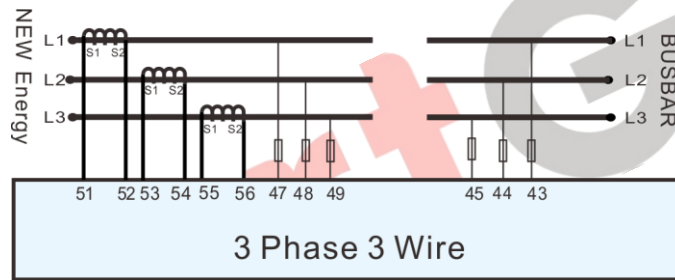 NEW Energy
BUSBAR
L1 S1 S2 L1
L2 S1 S2 L2
L3 S1 S2 L3
51 52 53 54 55 56 47 48 49 45 44 43
3 Phase 3 Wire